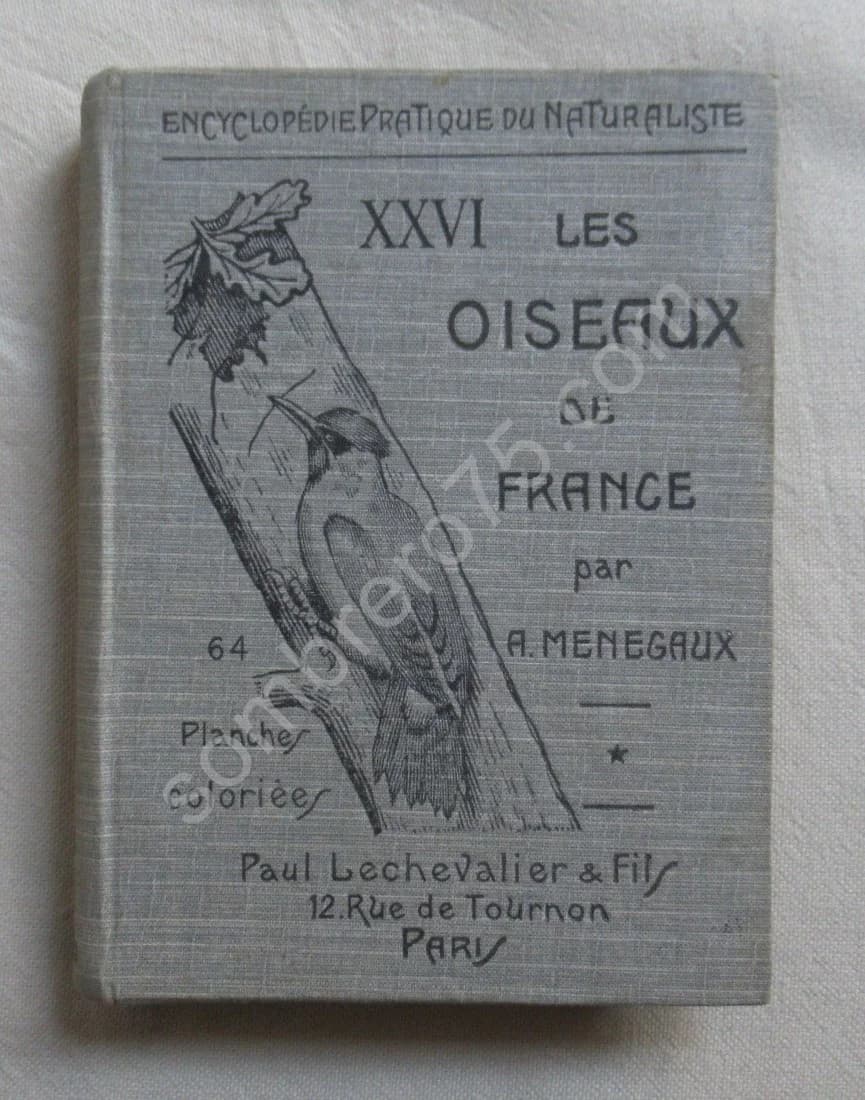 ENCYCLOPÉDIE PRATIQUE DU NATURALISTE
XXVI LES
OISEAUX
DE
FRANCE
par
A. MENEGAUX
64
Planches
coloriées
★
Paul Lechevalier & Fils
12. Rue de Tournon
PARIS
sombrero75.com